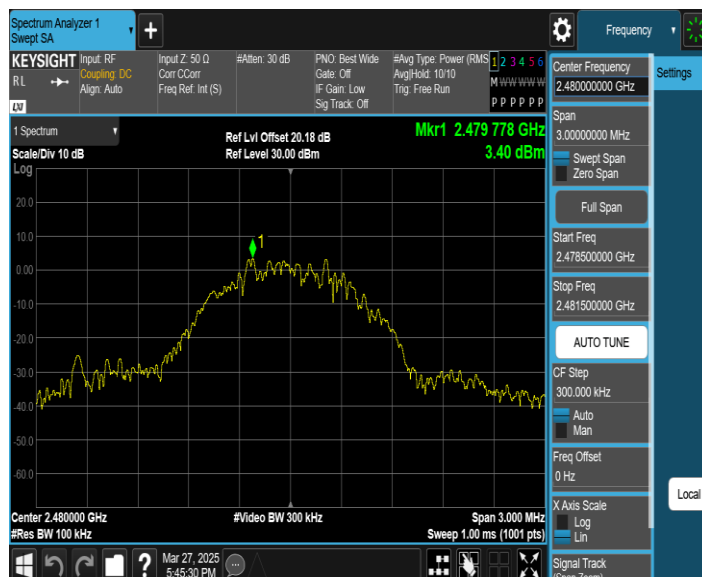 Spectrum Analyzer 1
Swept SA
Frequency
KEYSIGHT
RL
LXI
Input: RF
Coupling: DC
Align: Auto
Input Z: 50 Ω
Corr CCorr
Freq Ref: Int (S)
#Atten: 30 dB
PNO: Best Wide
Gate: Off
IF Gain: Low
Sig Track: Off
#Avg Type: Power (RMS
Avg|Hold: 10/10
Trig: Free Run
1 2 3 4 5 6
M W W W W W
P P P P P P
1 Spectrum
Scale/Div 10 dB
Log
Ref Lvl Offset 20.18 dB
Ref Level 30.00 dBm
Mkr1 2.479 778 GHz
3.40 dBm
20.0
10.0
0.00
-10.0
-20.0
-30.0
-40.0
-50.0
-60.0
1
Center 2.480000 GHz
#Res BW 100 kHz
#Video BW 300 kHz
Span 3.000 MHz
Sweep 1.00 ms (1001 pts)
?
Mar 27, 2025
5:45:30 PM
Center Frequency
2.480000000 GHz
Span
3.00000000 MHz
Swept Span
Zero Span
Full Span
Start Freq
2.478500000 GHz
Stop Freq
2.481500000 GHz
AUTO TUNE
CF Step
300.000 kHz
Auto
Man
Freq Offset
0 Hz
X Axis Scale
Log
Lin
Signal Track
(Span Zoom)
Settings
Local